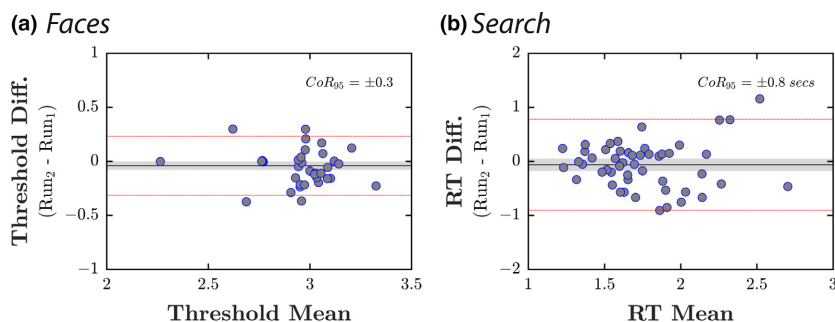 (a) Faces
1
0.5
0
−0.5
−1
2
2.5
3
3.5
Threshold Diff.
(Run2 - Run1)
CoR95 = ±0.3
Threshold Mean
(b) Search
2
1
0
−1
−2
1
1.5
2
2.5
3
RT Diff.
(Run2 - Run1)
CoR95 = ±0.8 secs
RT Mean